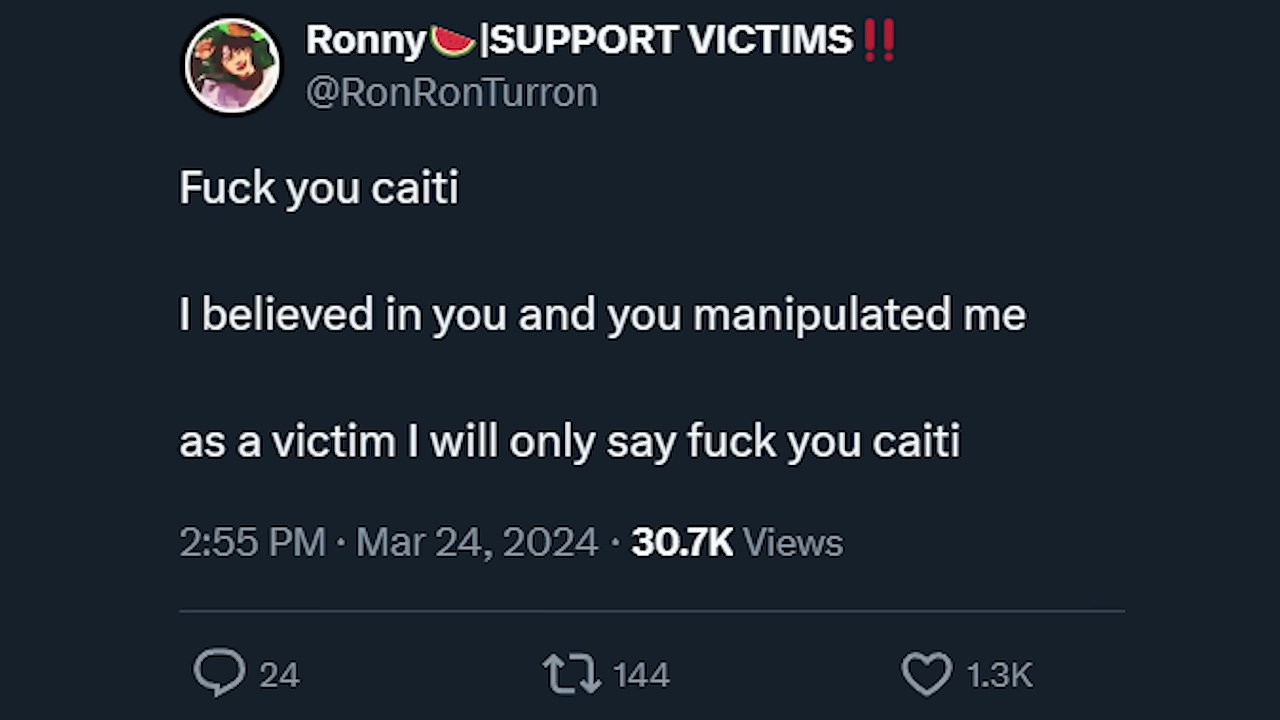 Ronny🍉|SUPPORT VICTIMS‼️
@RonRonTurron
Fuck you caiti
I believed in you and you manipulated me
as a victim I will only say fuck you caiti
2:55 PM · Mar 24, 2024 · 30.7K Views
24 144 1.3K